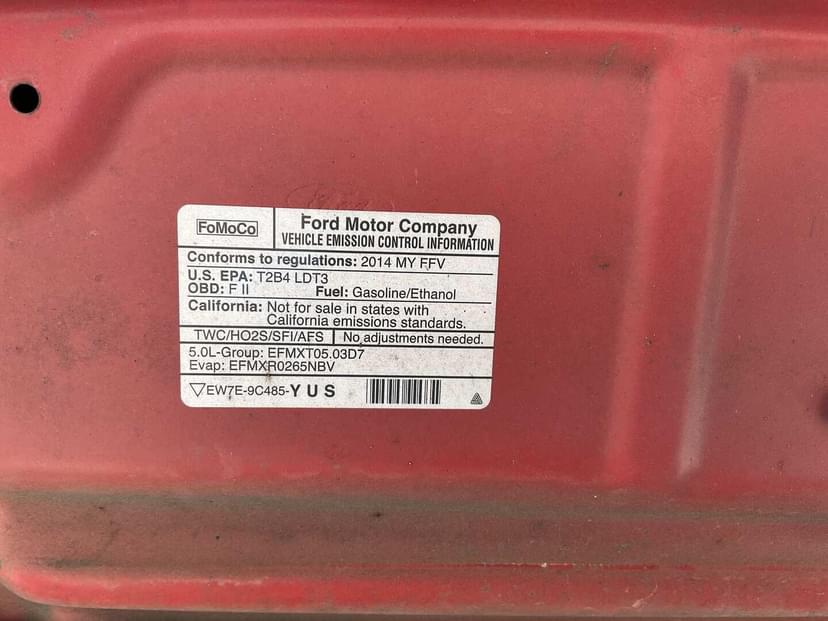 FoMoCo
Ford Motor Company
VEHICLE EMISSION CONTROL INFORMATION
Conforms to regulations: 2014 MY FFV
U.S. EPA: T2B4 LDT3
OBD: F II Fuel: Gasoline/Ethanol
California: Not for sale in states with
California emissions standards.
TWC/HO2S/SFI/AFS No adjustments needed.
5.0L-Group: EFMXT05.03D7
Evap: EFMXR0265NBV
EW7E-9C485-Y U S